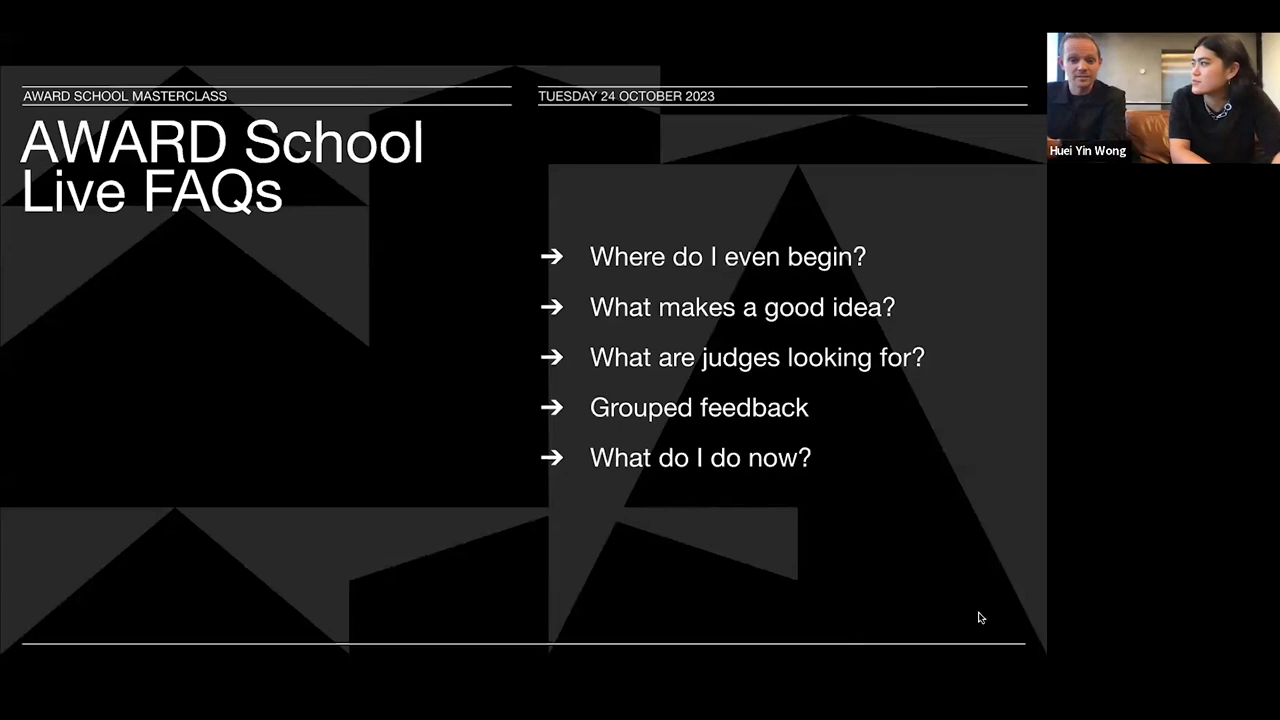 AWARD SCHOOL MASTERCLASS
TUESDAY 24 OCTOBER 2023
AWARD School
Live FAQs
→ Where do I even begin?
→ What makes a good idea?
→ What are judges looking for?
→ Grouped feedback
→ What do I do now?
Huei Yin Wong